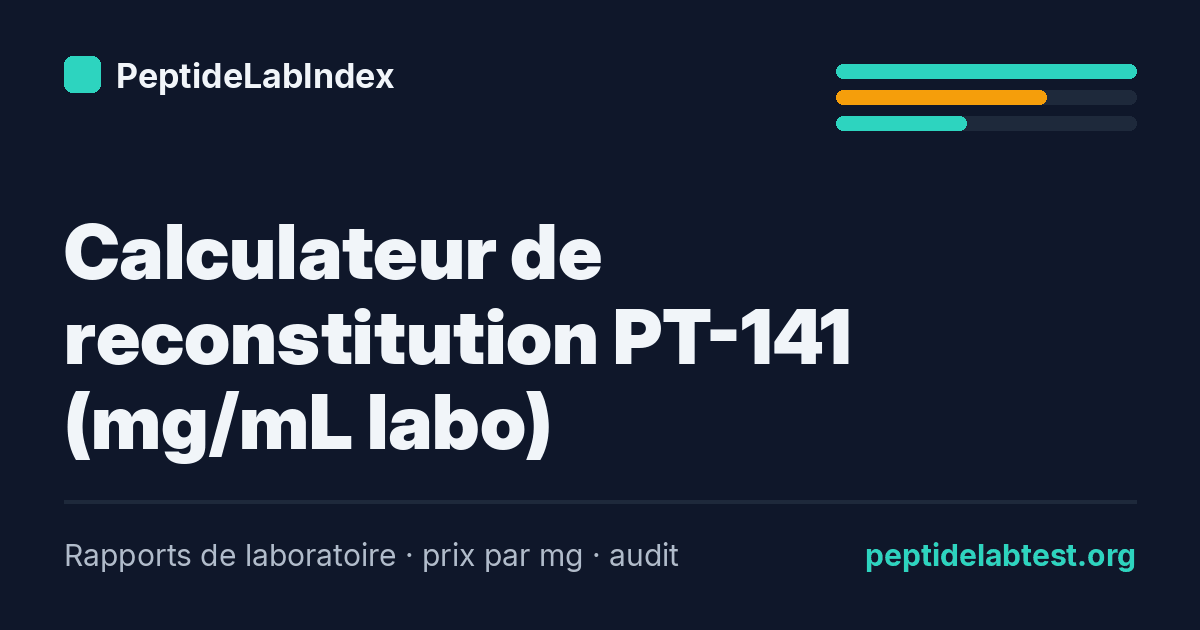 PeptideLabIndex
Calculateur de
reconstitution PT-141
(mg/mL labo)
Rapports de laboratoire · prix par mg · audit
peptidelabtest.org